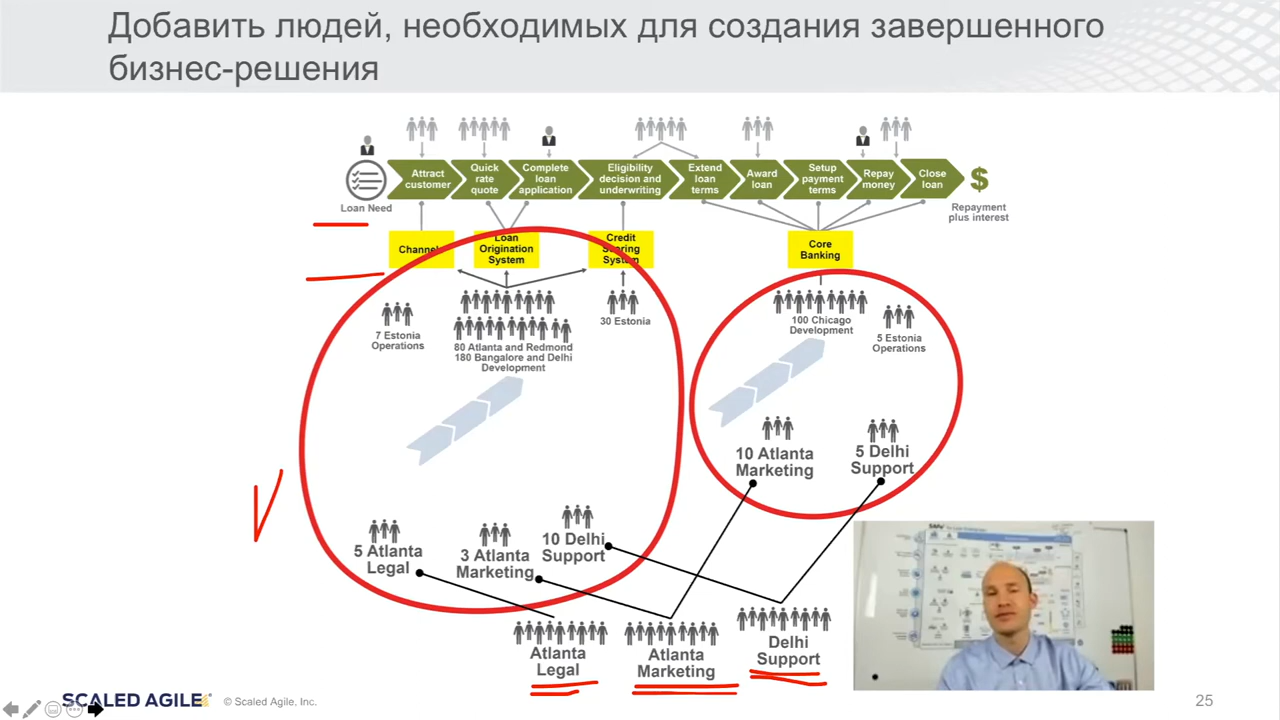 Добавить людей, необходимых для создания завершенного
бизнес-решения
Loan Need
Attract
customer
Quick
rate
quote
Complete
loan
application
Eligibility
decision and
underwriting
Extend
loan
terms
Award
loan
Setup
payment
terms
Repay
money
Close
loan
$
Repayment
plus interest
Channel
Loan
Origination
System
Credit
Scoring
System
Core
Banking
7 Estonia
Operations
80 Atlanta and Redmond
180 Bangalore and Delhi
Development
30 Estonia
100 Chicago
Development
5 Estonia
Operations
10 Atlanta
Marketing
5 Delhi
Support
5 Atlanta
Legal
3 Atlanta
Marketing
10 Delhi
Support
Atlanta
Legal
Atlanta
Marketing
Delhi
Support
SCALED AGILE
© Scaled Agile, Inc.
25